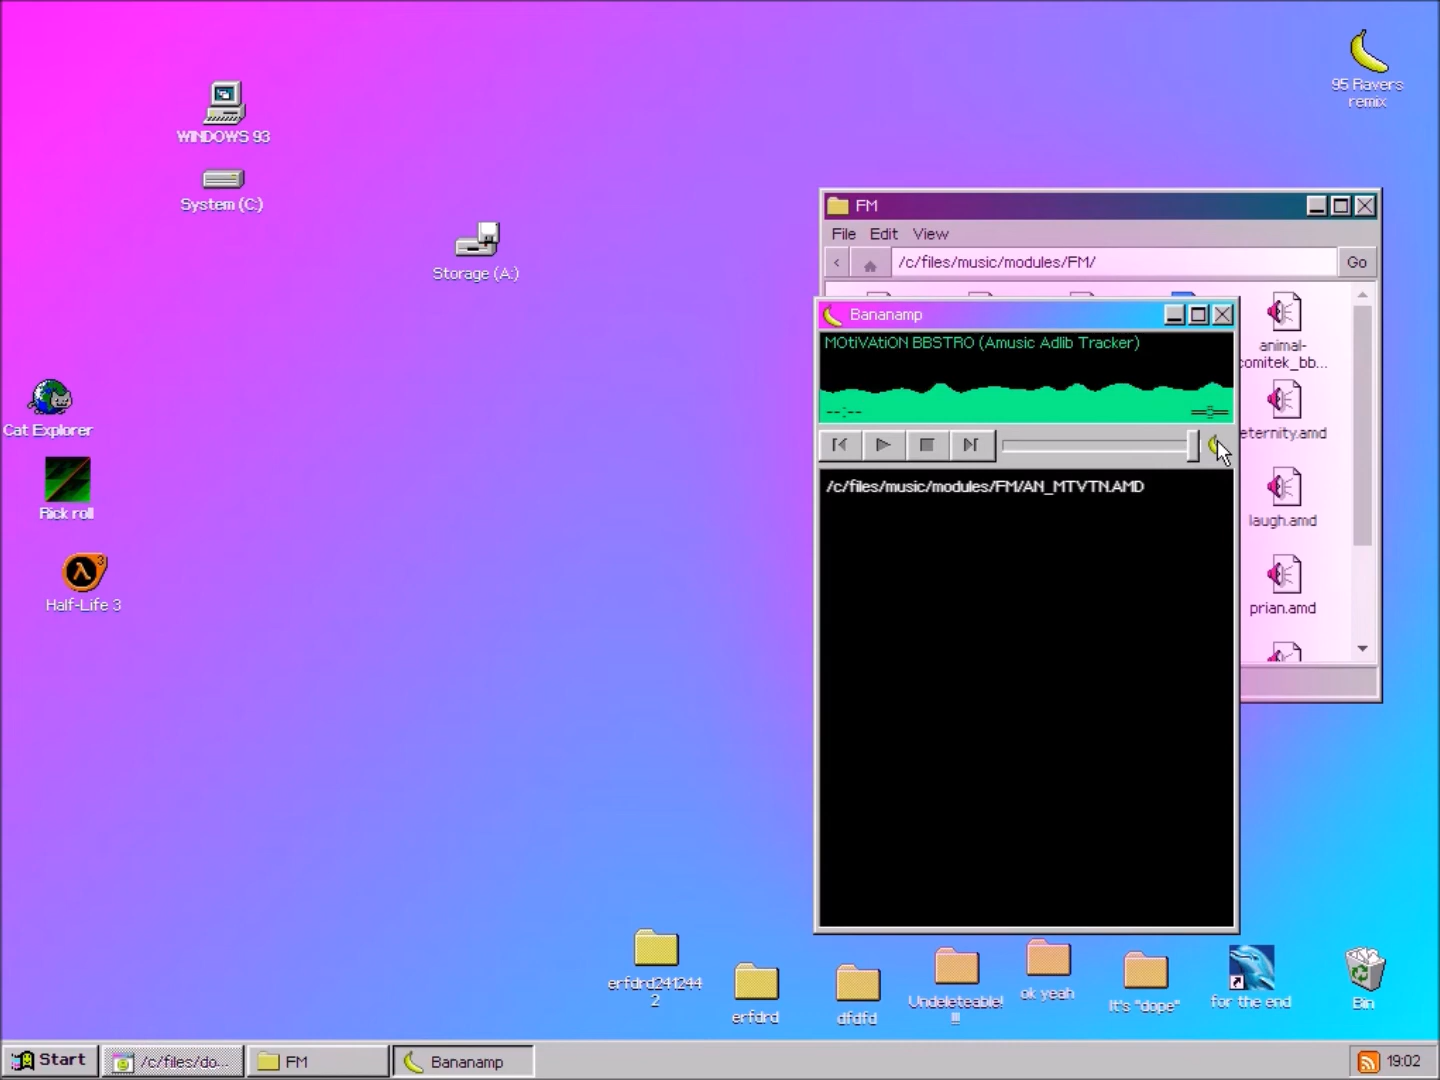 95 Ravers
remix
WINDOWS 93
System (C:)
Storage (A:)
Cat Explorer
Rick roll
Half-Life 3
FM
File Edit View
/c/files/music/modules/FM/
Go
animal-
comitek_bb...
eternity.amd
laugh.amd
prian.amd
Bananamp
MOtiVAtiON BBSTRO (Amusic Adlib Tracker)
--:--
/c/files/music/modules/FM/AN_MTVTN.AMD
erfdrd241244
2
erfdrd
dfdfd
Undeleteable!
!!!
ok yeah
It's "dope"
for the end
Bin
Start
/c/files/do...
FM
Bananamp
19:02